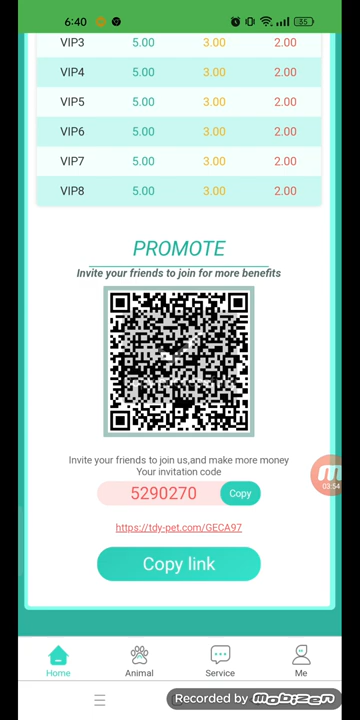 6:40
35
VIP3 5.00 3.00 2.00
VIP4 5.00 3.00 2.00
VIP5 5.00 3.00 2.00
VIP6 5.00 3.00 2.00
VIP7 5.00 3.00 2.00
VIP8 5.00 3.00 2.00
PROMOTE
Invite your friends to join for more benefits
Invite your friends to join us,and make more money
Your invitation code
5290270 Copy
03:54
https://tdy-pet.com/GECA97
Copy link
Home Animal Service Me
Recorded by mobizen